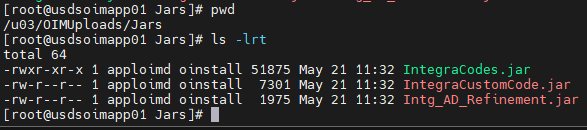 [root@usdsoimapp01 Jars]# pwd
/u03/OIMUploads/Jars
[root@usdsoimapp01 Jars]# ls -lrt
total 64
-rwxr-xr-x 1 apploimd oinstall 51875 May 21 11:32 IntegraCodes.jar
-rw-r--r-- 1 apploimd oinstall  7301 May 21 11:32 IntegraCustomCode.jar
-rw-r--r-- 1 apploimd oinstall  1975 May 21 11:32 Intg_AD_Refinement.jar
[root@usdsoimapp01 Jars]#